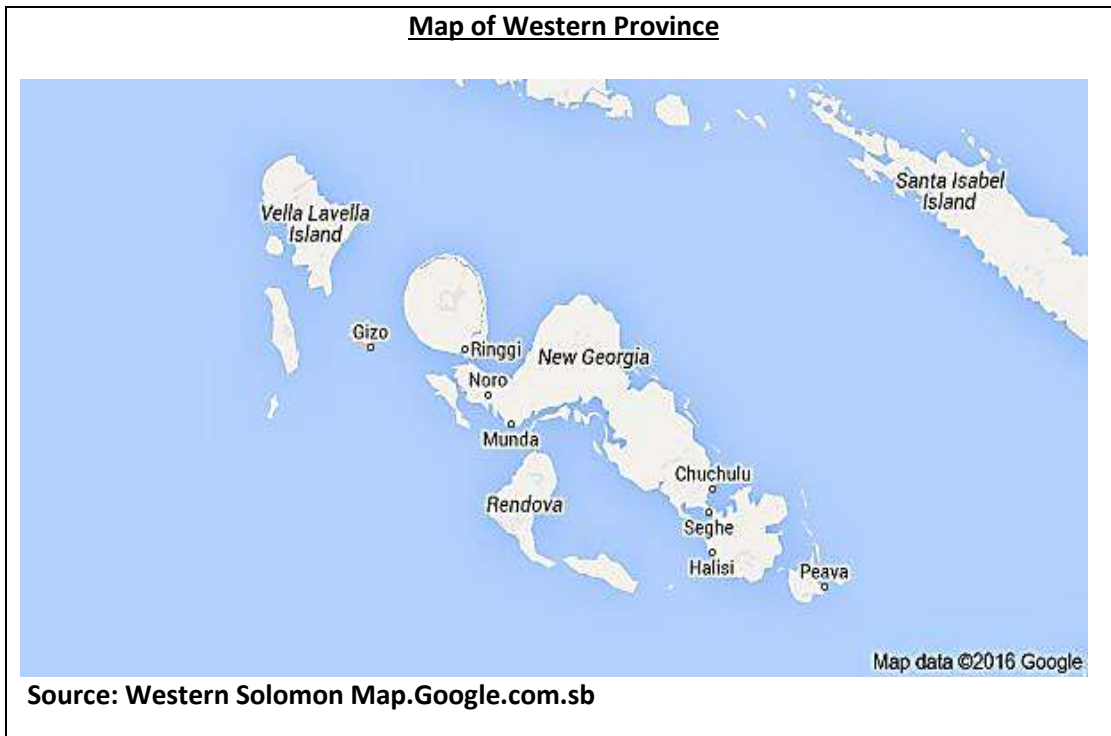 Map of Western Province
Santa Isabel
Island
Vella Lavella
Island
Gizo
Ringgi
New Georgia
Noro
Munda
Chuchulu
Rendova
Seghe
Halisi
Peava
Map data ©2016 Google
Source: Western Solomon Map.Google.com.sb